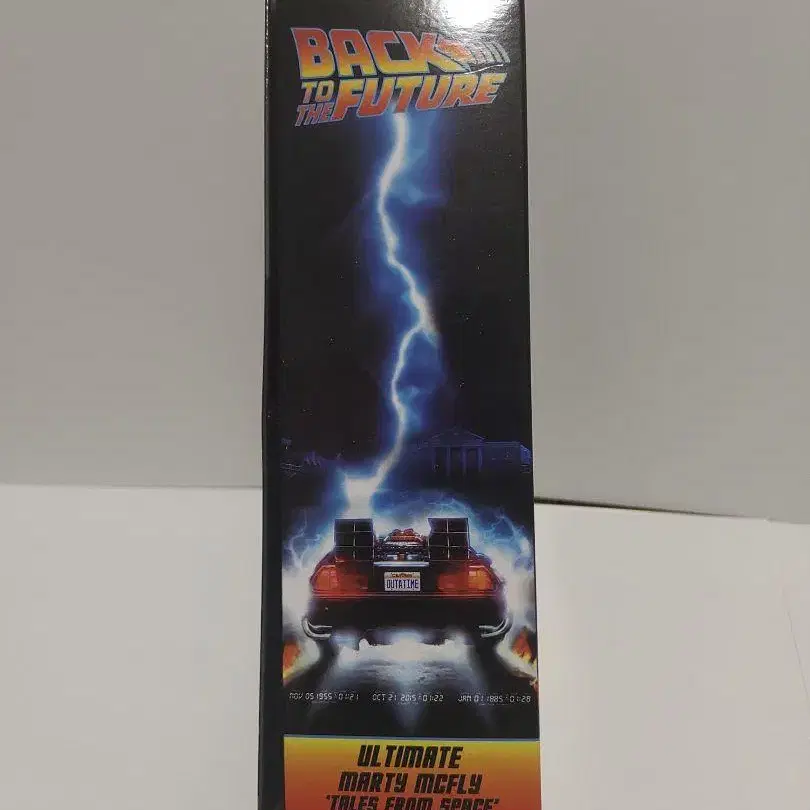 BACK
TO THE FUTURE
OUTATIME
NOV 05 1955 01:21 OCT 21 2015 01:22 JAN 01 1885 01:28
ULTIMATE
MARTY MCFLY
'TALES FROM SPACE'